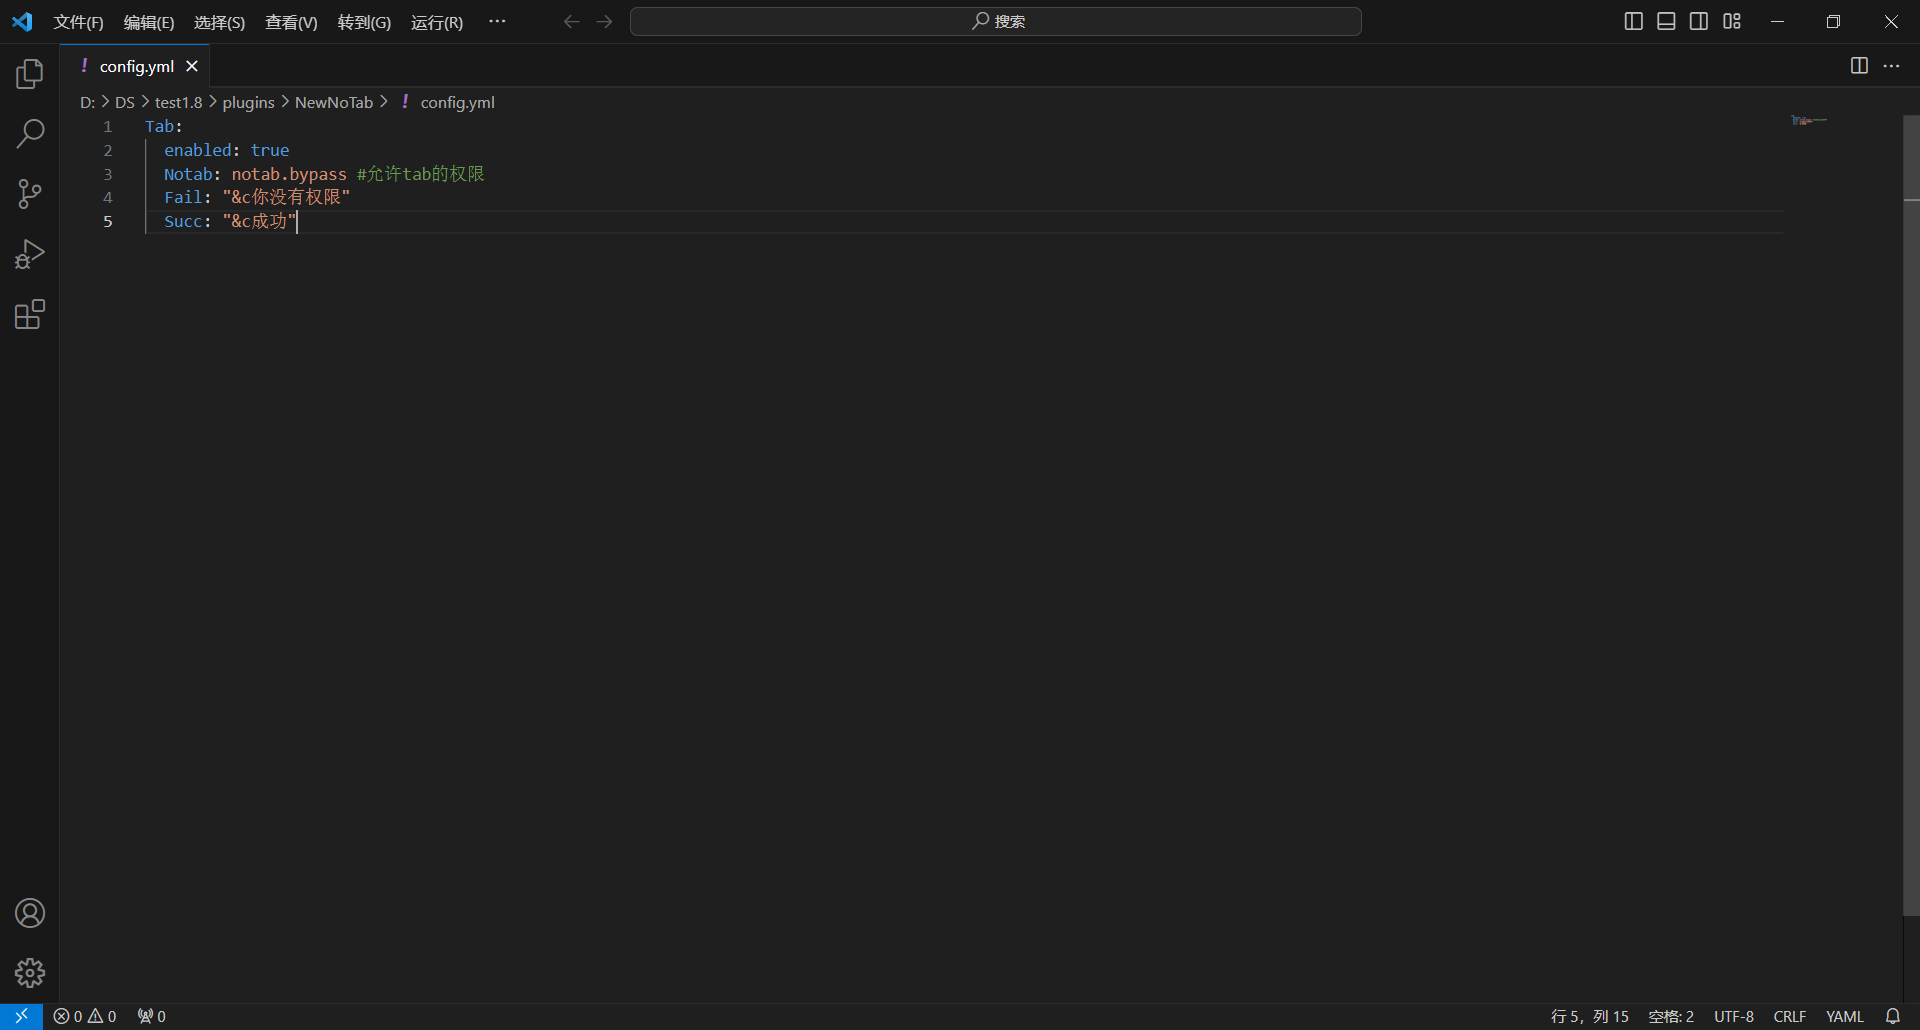 文件(F) 编辑(E) 选择(S) 查看(V) 转到(G) 运行(R) ··· 搜索
! config.yml
D: > DS > test1.8 > plugins > NewNoTab > ! config.yml
1 Tab:
2 enabled: true
3 Notab: notab.bypass #允许tab的权限
4 Fail: "&c你没有权限"
5 Succ: "&c成功"
0 0 0 行 5，列 15 空格: 2 UTF-8 CRLF YAML